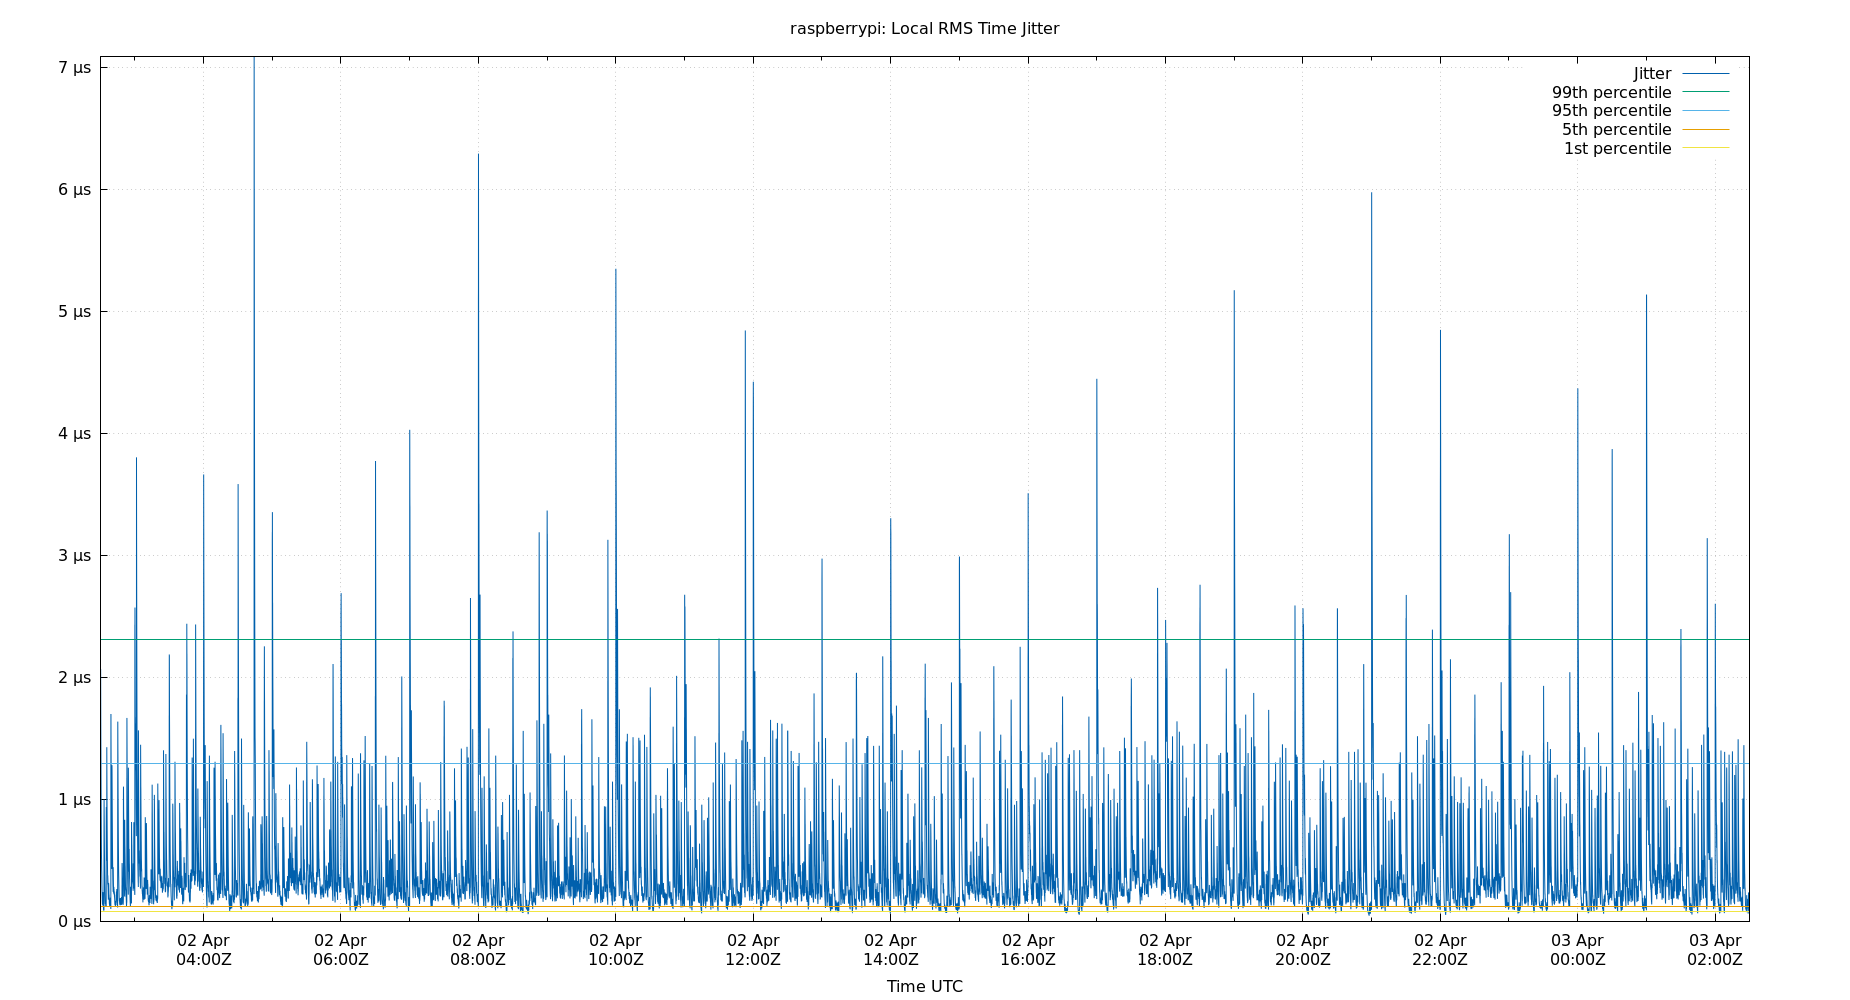 raspberrypi: Local RMS Time Jitter
7 µs
6 µs
5 µs
4 µs
3 µs
2 µs
1 µs
0 µs
Jitter
99th percentile
95th percentile
5th percentile
1st percentile
02 Apr 02 Apr 02 Apr 02 Apr 02 Apr 02 Apr 02 Apr 02 Apr 02 Apr 02 Apr 03 Apr 03 Apr
04:00Z 06:00Z 08:00Z 10:00Z 12:00Z 14:00Z 16:00Z 18:00Z 20:00Z 22:00Z 00:00Z 02:00Z
Time UTC